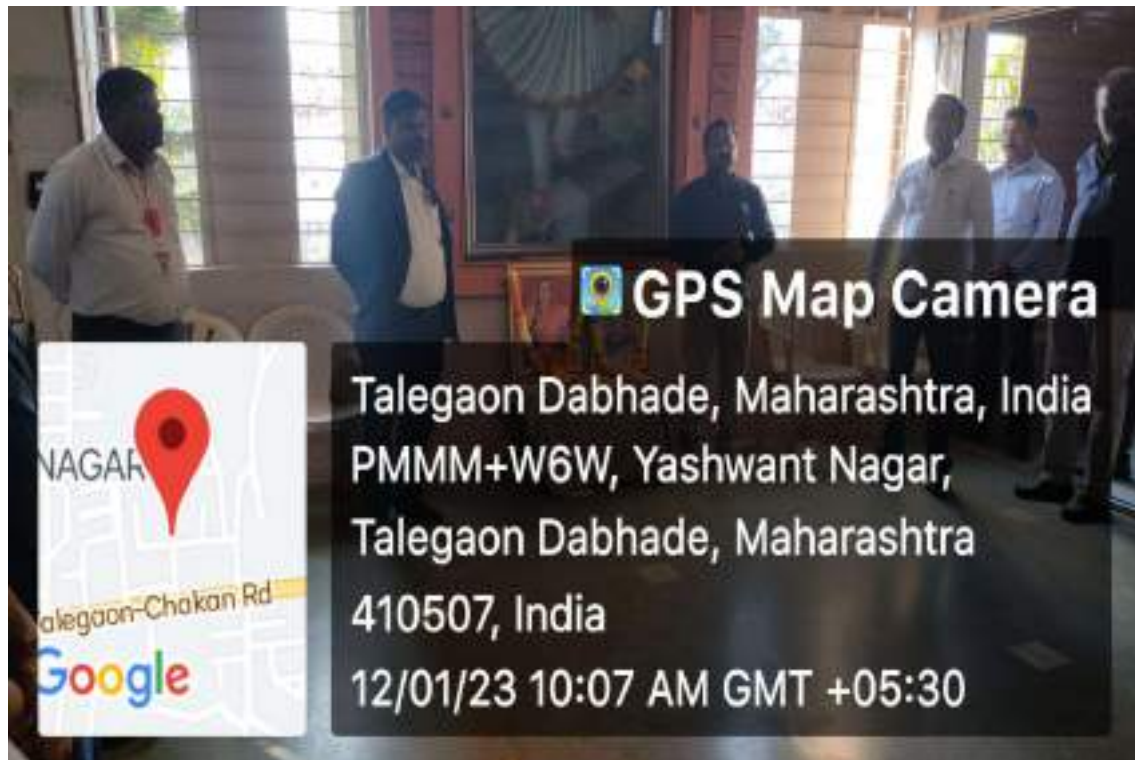 GPS Map Camera
Talegaon Dabhade, Maharashtra, India
PMMM+W6W, Yashwant Nagar,
Talegaon Dabhade, Maharashtra
410507, India
12/01/23 10:07 AM GMT +05:30
NAGAR
alegaon-Chakan Rd
Google